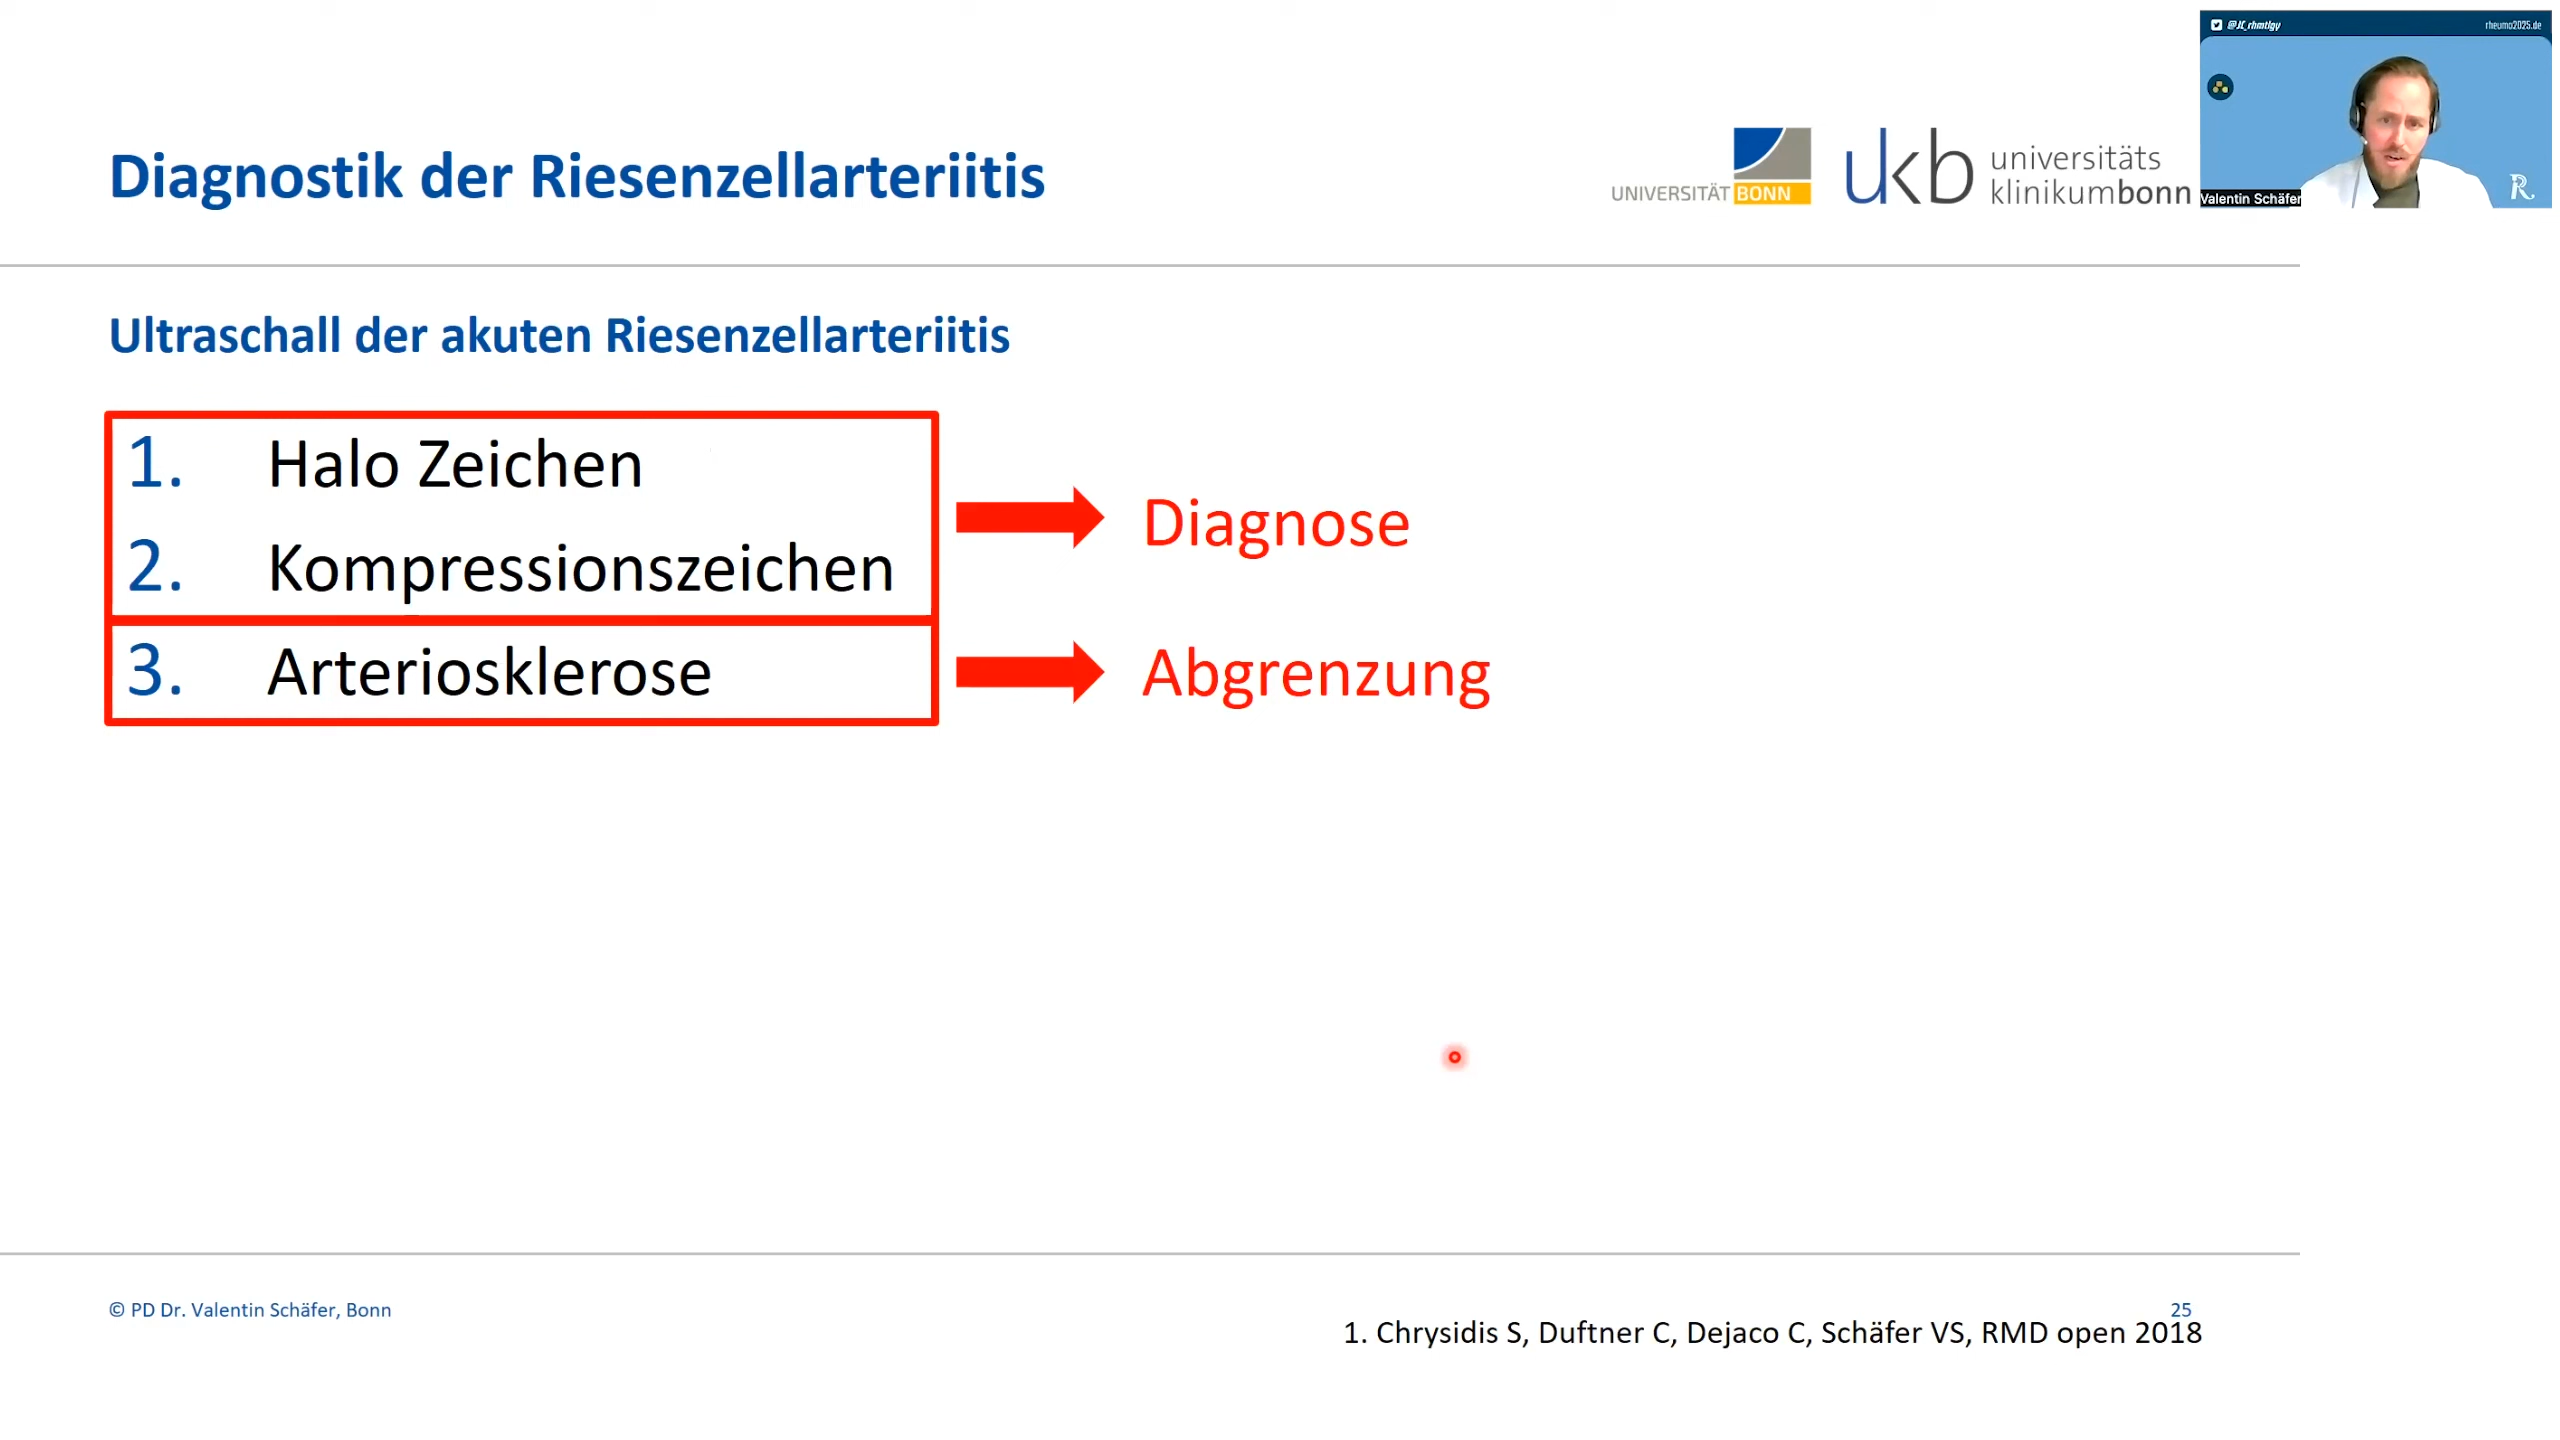 @JC_rhmtlgy
rheuma2025.de
Valentin Schäfer
Diagnostik der Riesenzellarteriitis
UNIVERSITÄT BONN
ukb universitäts
klinikumbonn
Ultraschall der akuten Riesenzellarteriitis
1. Halo Zeichen
2. Kompressionszeichen
Diagnose
3. Arteriosklerose
Abgrenzung
© PD Dr. Valentin Schäfer, Bonn
25
1. Chrysidis S, Duftner C, Dejaco C, Schäfer VS, RMD open 2018